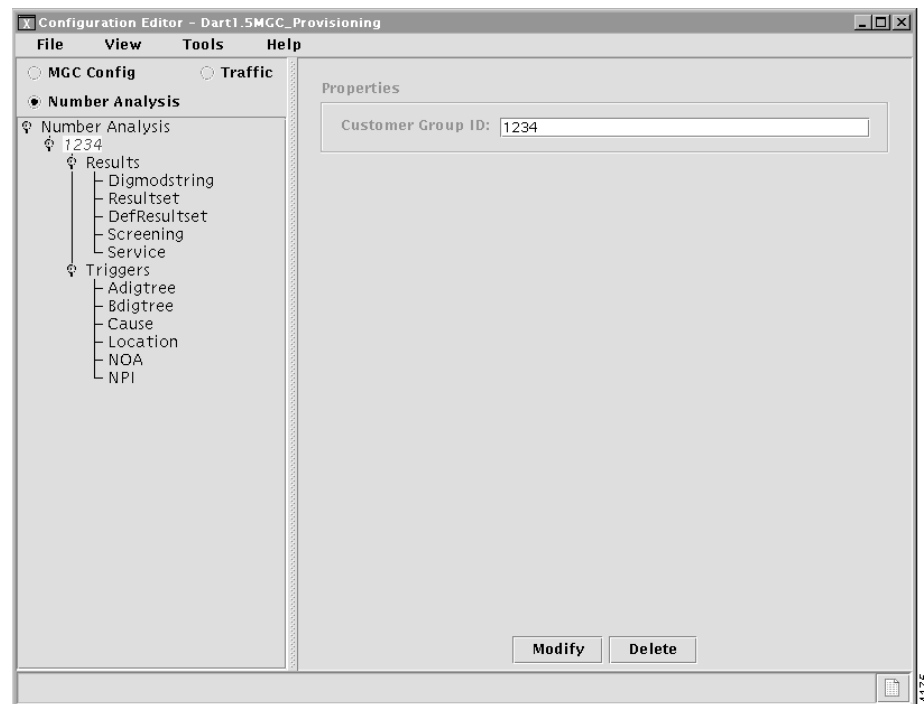 Configuration Editor – Dart1.5MGC_Provisioning
File View Tools Help
MGC Config Traffic
Number Analysis
Number Analysis
1234
Results
Digmodstring
Resultset
DefResultset
Screening
Service
Triggers
Adigtree
Bdigtree
Cause
Location
NOA
NPI
Properties
Customer Group ID: 1234
Modify Delete